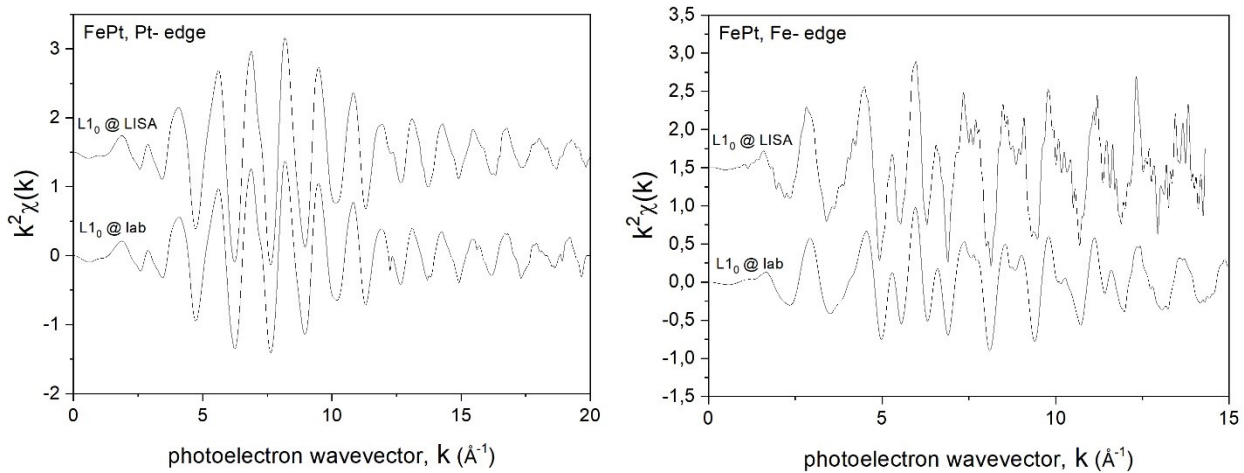 FePt, Pt- edge
L1₀ @ LISA
L1₀ @ lab
k²χ(k)
3
2
1
0
-1
-2
0
5
10
15
20
photoelectron wavevector, k (Å⁻¹)
FePt, Fe- edge
L1₀ @ LISA
L1₀ @ lab
k²χ(k)
3,5
3,0
2,5
2,0
1,5
1,0
0,5
0,0
-0,5
-1,0
-1,5
0
5
10
15
photoelectron wavevector, k (Å⁻¹)